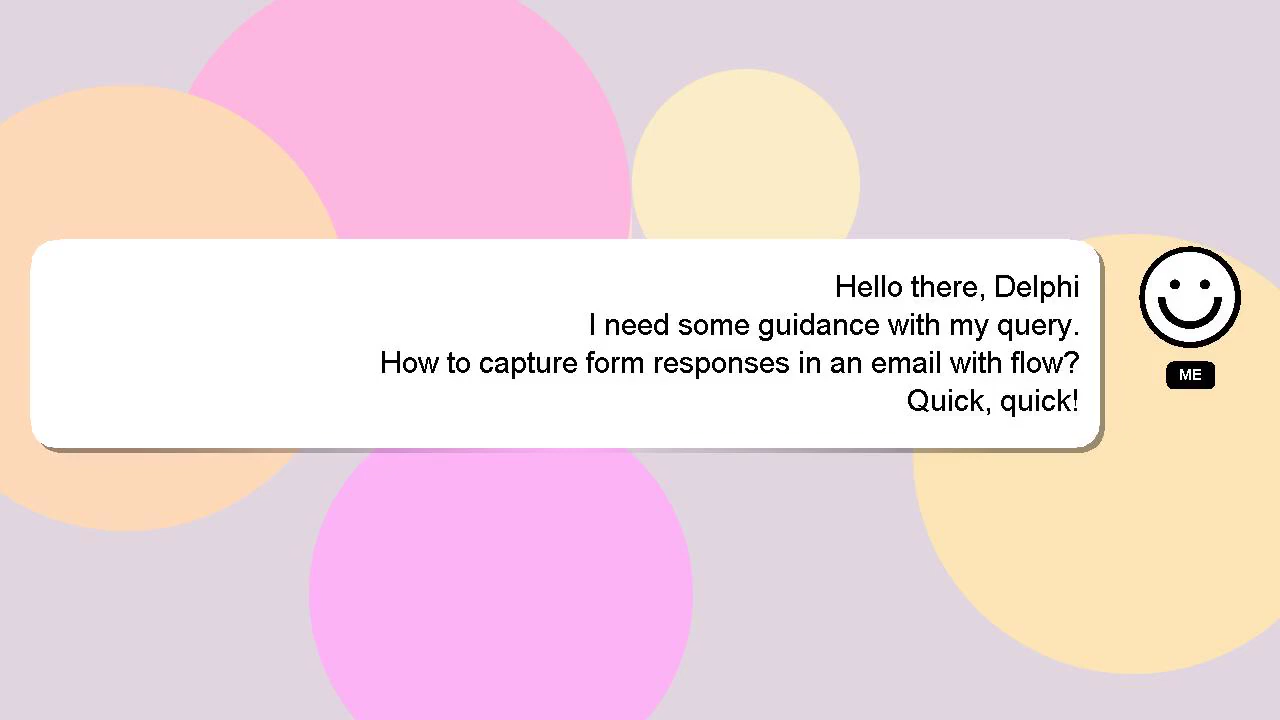 Hello there, Delphi
I need some guidance with my query.
How to capture form responses in an email with flow?
Quick, quick!
ME